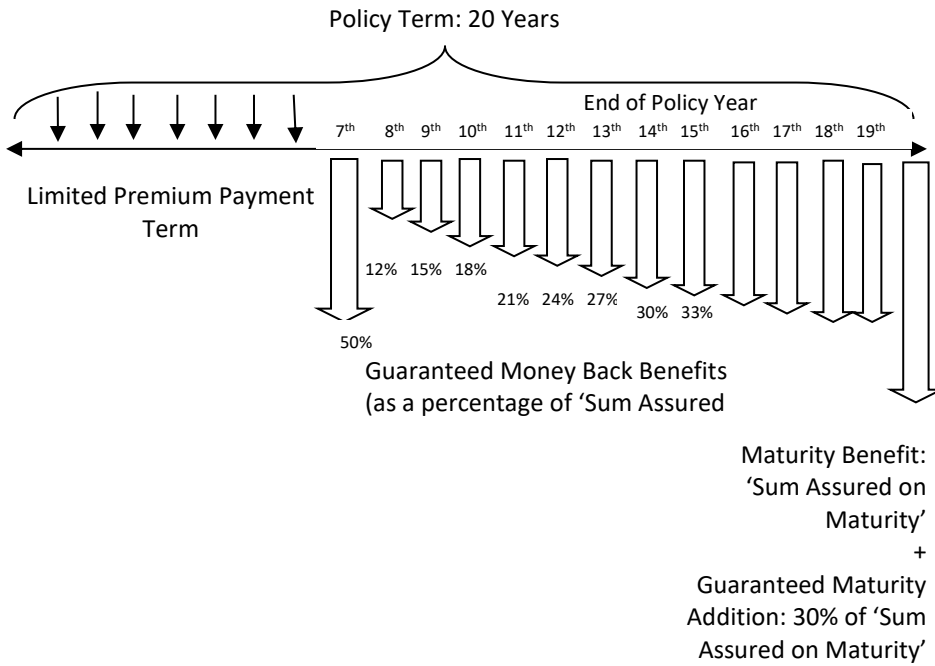 Policy Term: 20 Years
End of Policy Year
7th 8th 9th 10th 11th 12th 13th 14th 15th 16th 17th 18th 19th
Limited Premium Payment
Term
12% 15% 18%
21% 24% 27%
30% 33%
50%
Guaranteed Money Back Benefits
(as a percentage of ‘Sum Assured
Maturity Benefit:
‘Sum Assured on
Maturity’
+
Guaranteed Maturity
Addition: 30% of ‘Sum
Assured on Maturity’